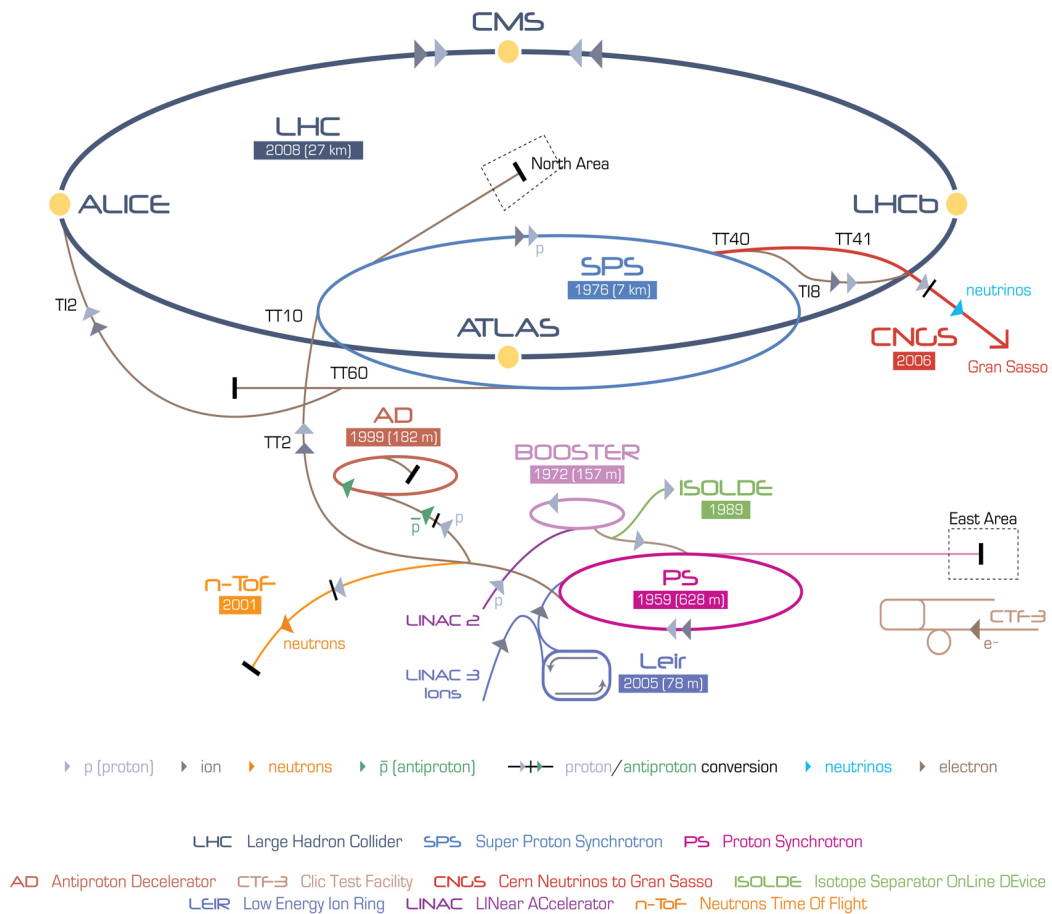 CMS
LHC
2008 (27 km)
North Area
ALICE
LHCb
TT40
TT41
p
SPS
1976 (7 km)
TI8
neutrinos
TI2
TT10
ATLAS
CNGS
2006
Gran Sasso
TT60
AD
1999 (182 m)
TT2
BOOSTER
1972 (157 m)
ISOLDE
1989
p̅
p
East Area
n-ToF
2001
PS
1959 (628 m)
p
LINAC 2
CTF-3
e⁻
neutrons
LINAC 3
Ions
Leir
2005 (78 m)
p (proton) ion neutrons p̅ (antiproton) proton/antiproton conversion neutrinos electron
LHC Large Hadron Collider SPS Super Proton Synchrotron PS Proton Synchrotron
AD Antiproton Decelerator CTF-3 Clic Test Facility CNGS Cern Neutrinos to Gran Sasso ISOLDE Isotope Separator OnLine DEvice
LEIR Low Energy Ion Ring LINAC LINear ACcelerator n-ToF Neutrons Time Of Flight